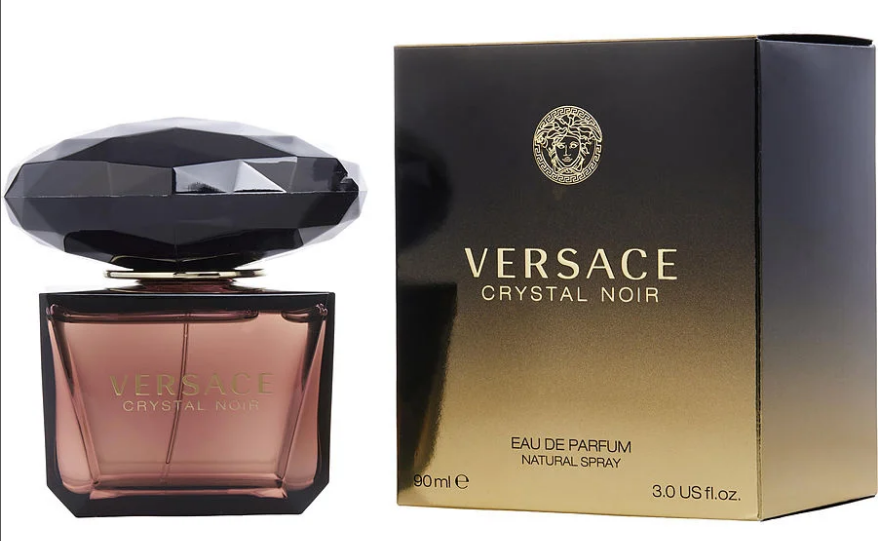 VERSACE
CRYSTAL NOIR
VERSACE
CRYSTAL NOIR
EAU DE PARFUM
NATURAL SPRAY
90 ml ℮
3.0 US fl.oz.